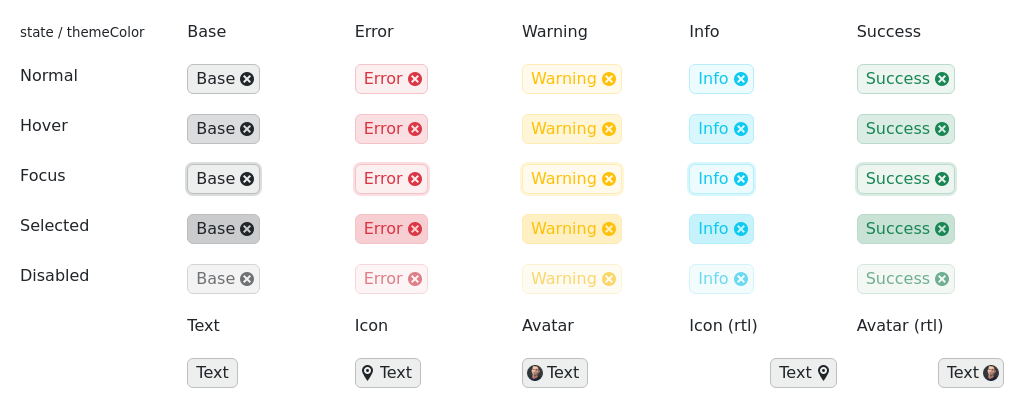 state / themeColor Base Error Warning Info Success
Normal Base Error Warning Info Success
Hover Base Error Warning Info Success
Focus Base Error Warning Info Success
Selected Base Error Warning Info Success
Disabled Base Error Warning Info Success
Text Icon Avatar Icon (rtl) Avatar (rtl)
Text Text Text Text Text